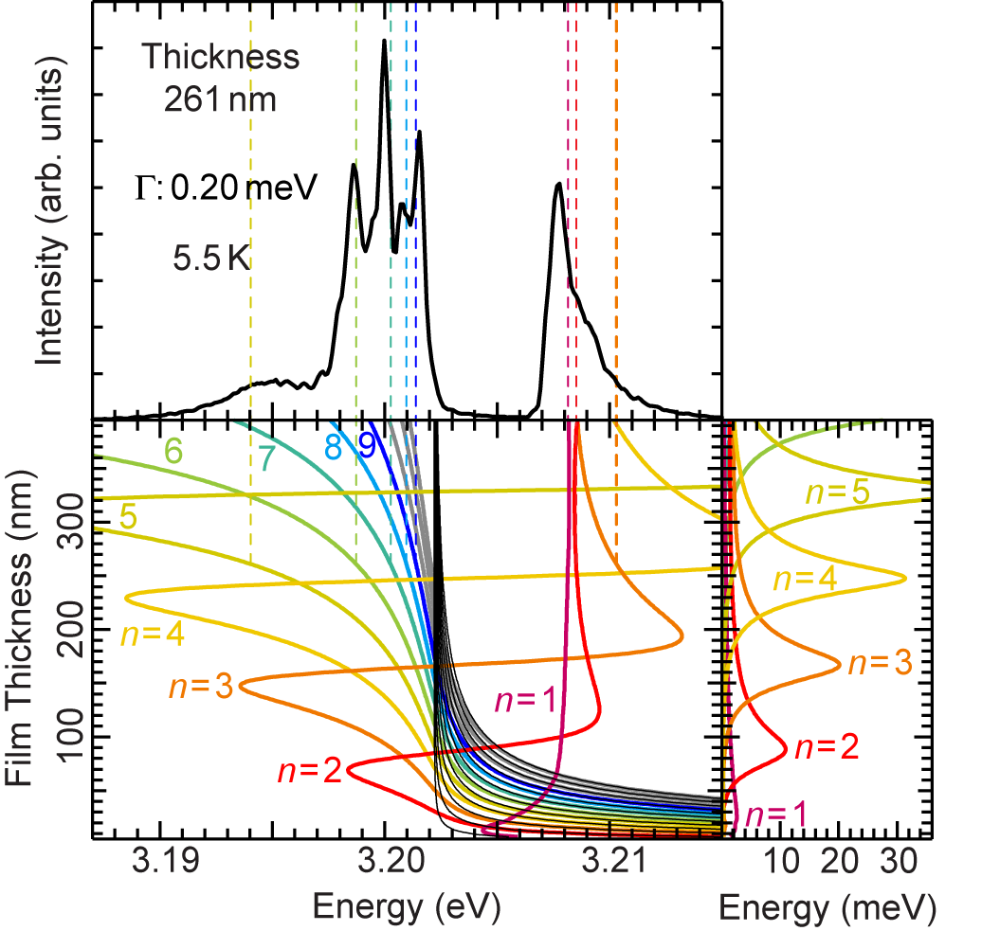 Thickness
261 nm
Γ: 0.20 meV
5.5 K
Intensity (arb. units)
6
7
8
9
5
n=4
n=3
n=2
n=1
n=5
n=4
n=3
n=2
n=1
300
200
100
Film Thickness (nm)
3.19
3.20
3.21
10
20
30
Energy (eV)
Energy (meV)